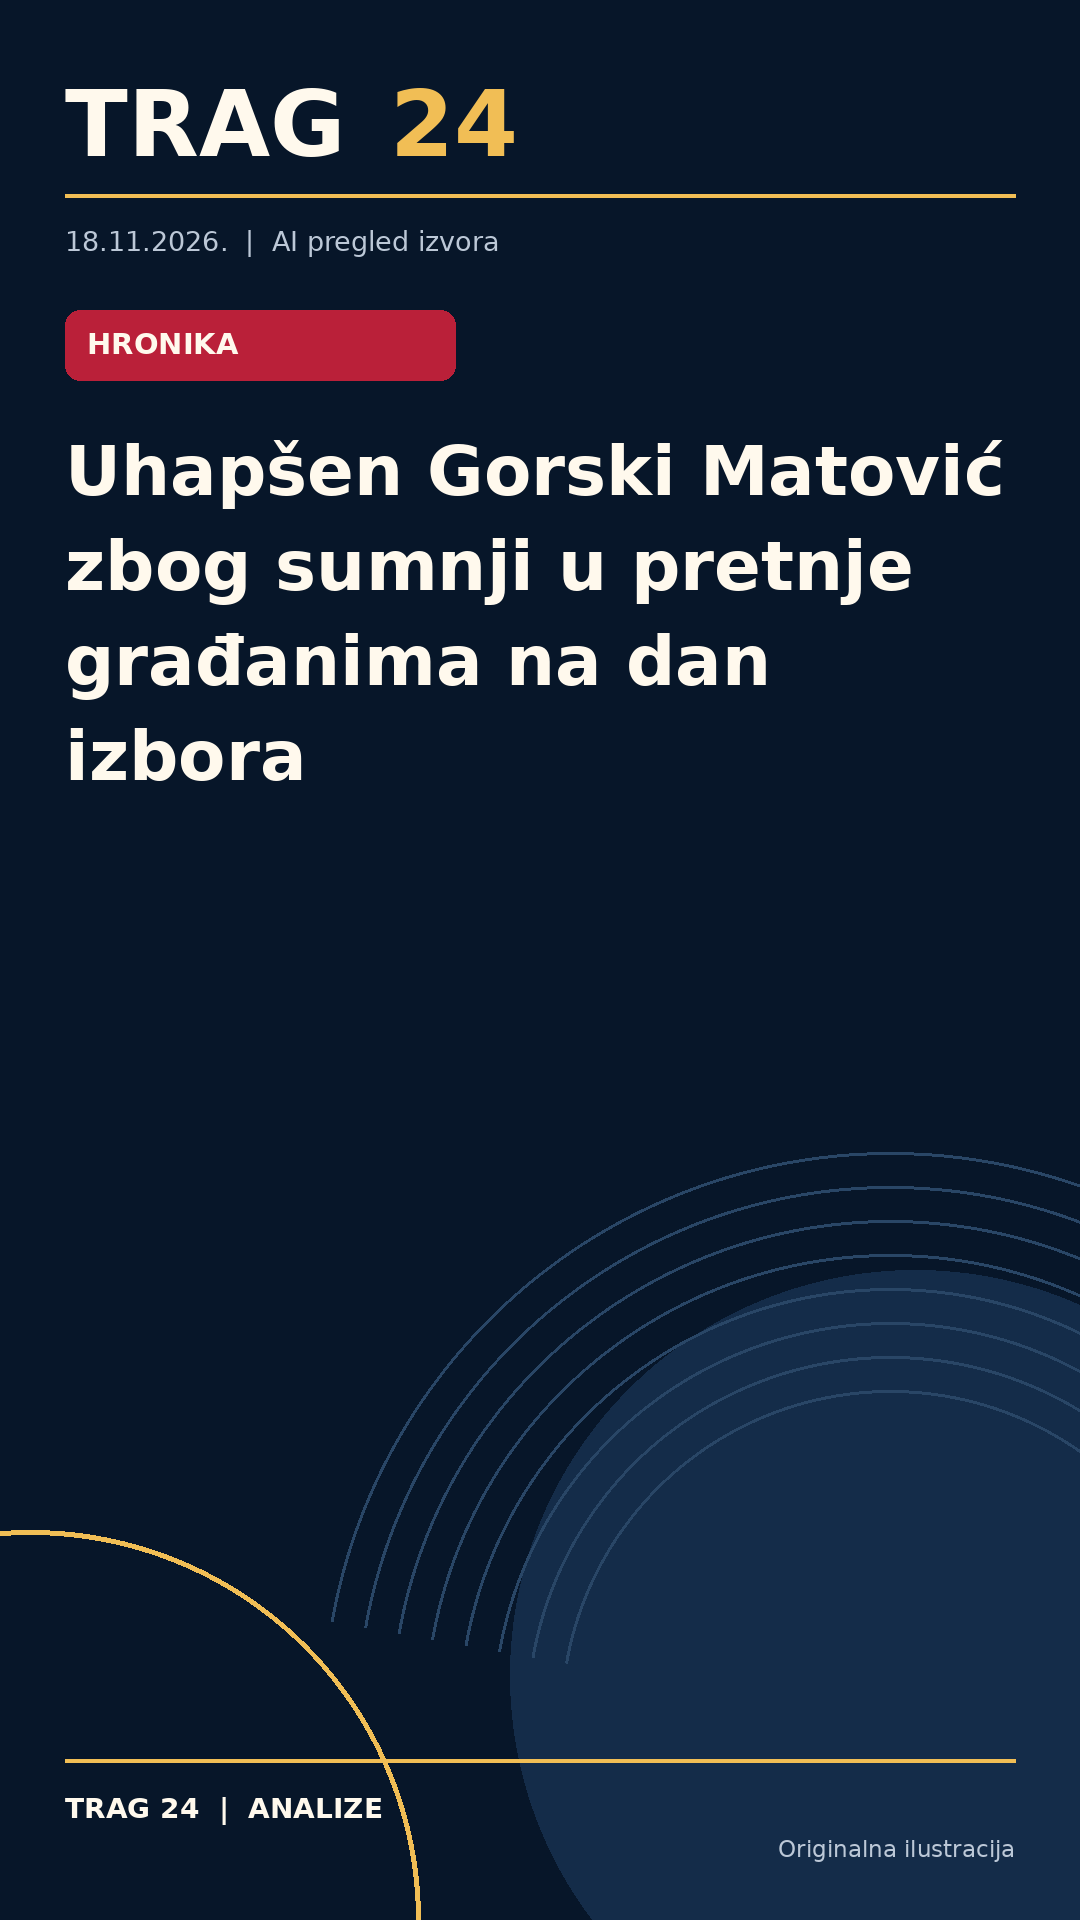 TRAG 24
18.11.2026. | AI pregled izvora
HRONIKA
Uhapšen Gorski Matović
zbog sumnji u pretnje
građanima na dan
izbora
TRAG 24 | ANALIZE
Originalna ilustracija